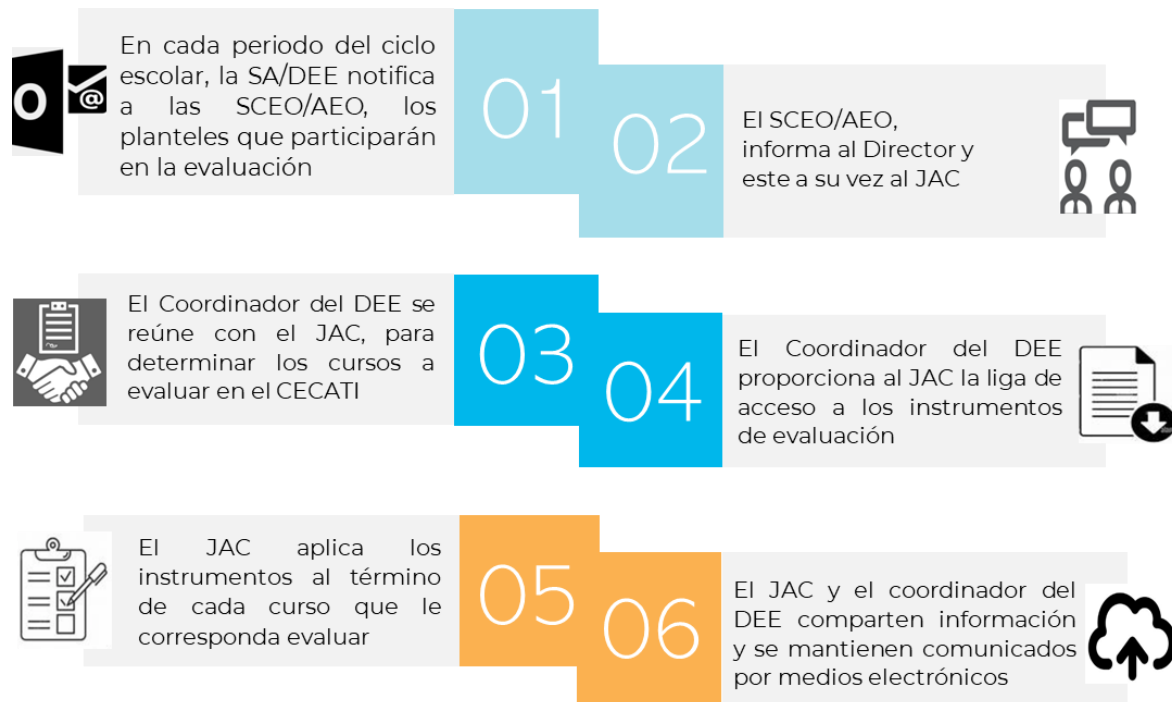 En cada periodo del ciclo
escolar, la SA/DEE notifica
a las SCEO/AEO, los
planteles que participarán
en la evaluación
01
02
El SCEO/AEO,
informa al Director y
este a su vez al JAC
El Coordinador del DEE se
reúne con el JAC, para
determinar los cursos a
evaluar en el CECATI
03
04
El Coordinador del DEE
proporciona al JAC la liga de
acceso a los instrumentos
de evaluación
El JAC aplica los
instrumentos al término
de cada curso que le
corresponda evaluar
05
06
El JAC y el coordinador del
DEE comparten información
y se mantienen comunicados
por medios electrónicos